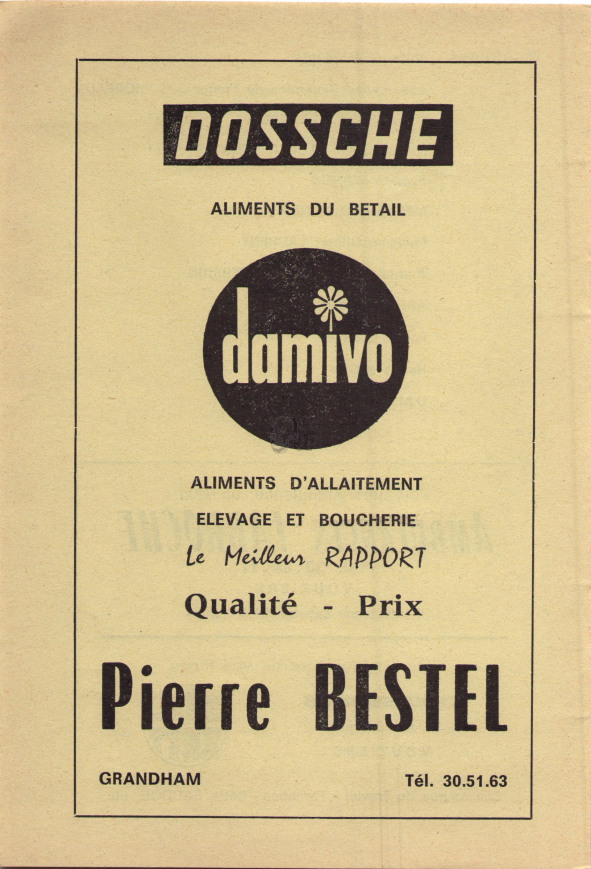 DOSSCHE
ALIMENTS DU BETAIL
damivo
ALIMENTS D'ALLAITEMENT
ELEVAGE ET BOUCHERIE
Le Meilleur RAPPORT
Qualité - Prix
Pierre BESTEL
GRANDHAM Tél. 30.51.63